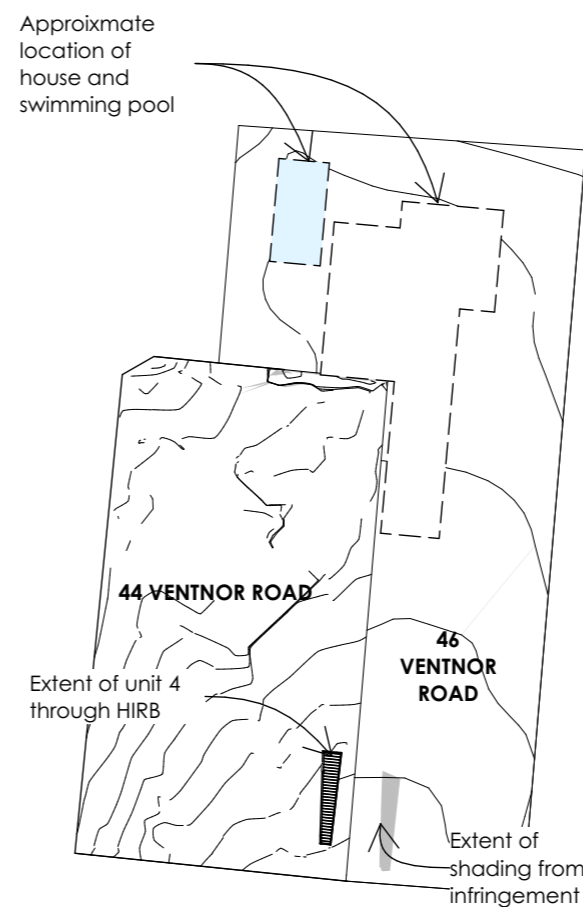 Approixmate
location of
house and
swimming pool
44 VENTNOR ROAD
46
VENTNOR
ROAD
Extent of unit 4
through HIRB
Extent of
shading from
infringement